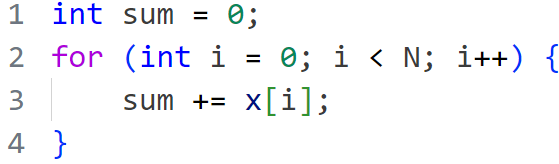 1 int sum = 0;
2 for (int i = 0; i < N; i++) {
3     sum += x[i];
4 }